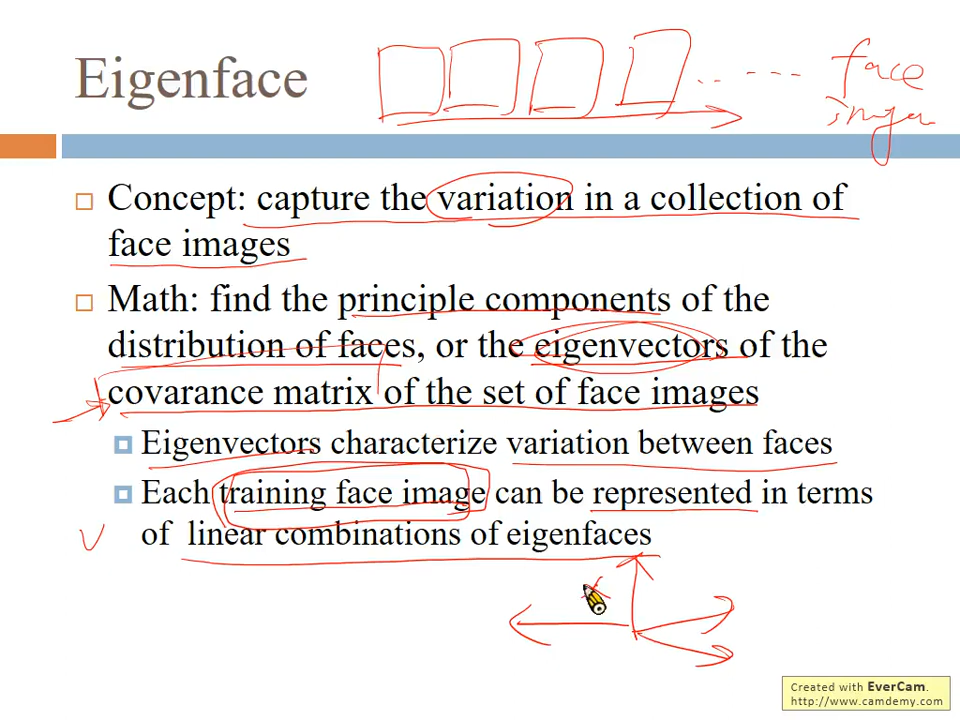 Eigenface
face
images
Concept: capture the variation in a collection of
face images
Math: find the principle components of the
distribution of faces, or the eigenvectors of the
covarance matrix of the set of face images
Eigenvectors characterize variation between faces
Each training face image can be represented in terms
of linear combinations of eigenfaces
Created with EverCam.
http://www.camdemy.com